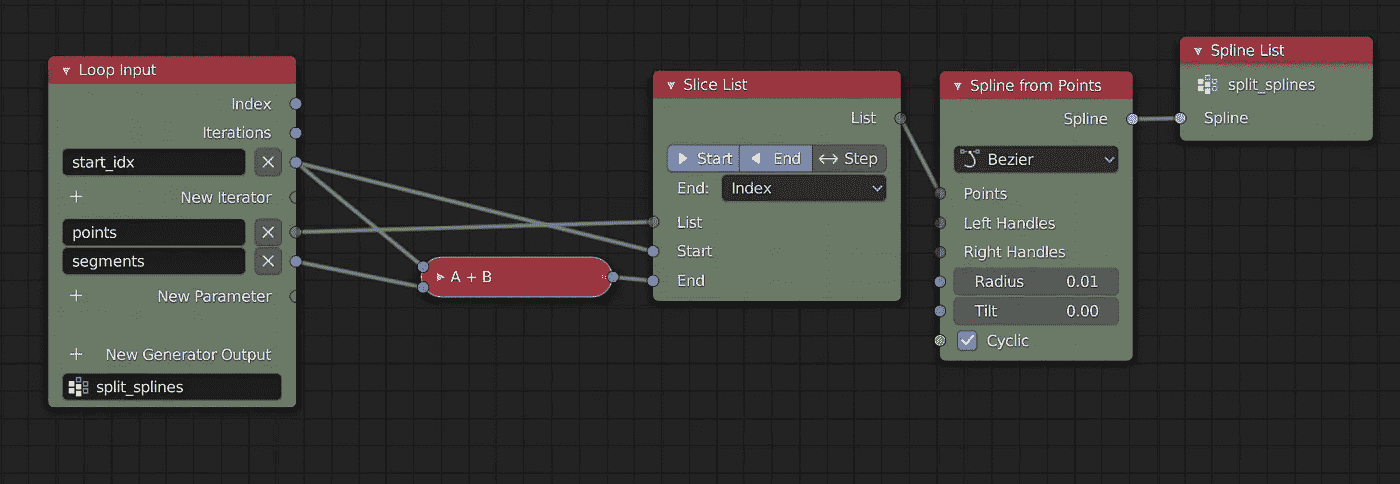 Loop Input
Index
Iterations
start_idx
New Iterator
points
segments
New Parameter
New Generator Output
split_splines
A + B
Slice List
List
Start End Step
End: Index
List
Start
End
Spline from Points
Spline
Bezier
Points
Left Handles
Right Handles
Radius 0.01
Tilt 0.00
Cyclic
Spline List
split_splines
Spline